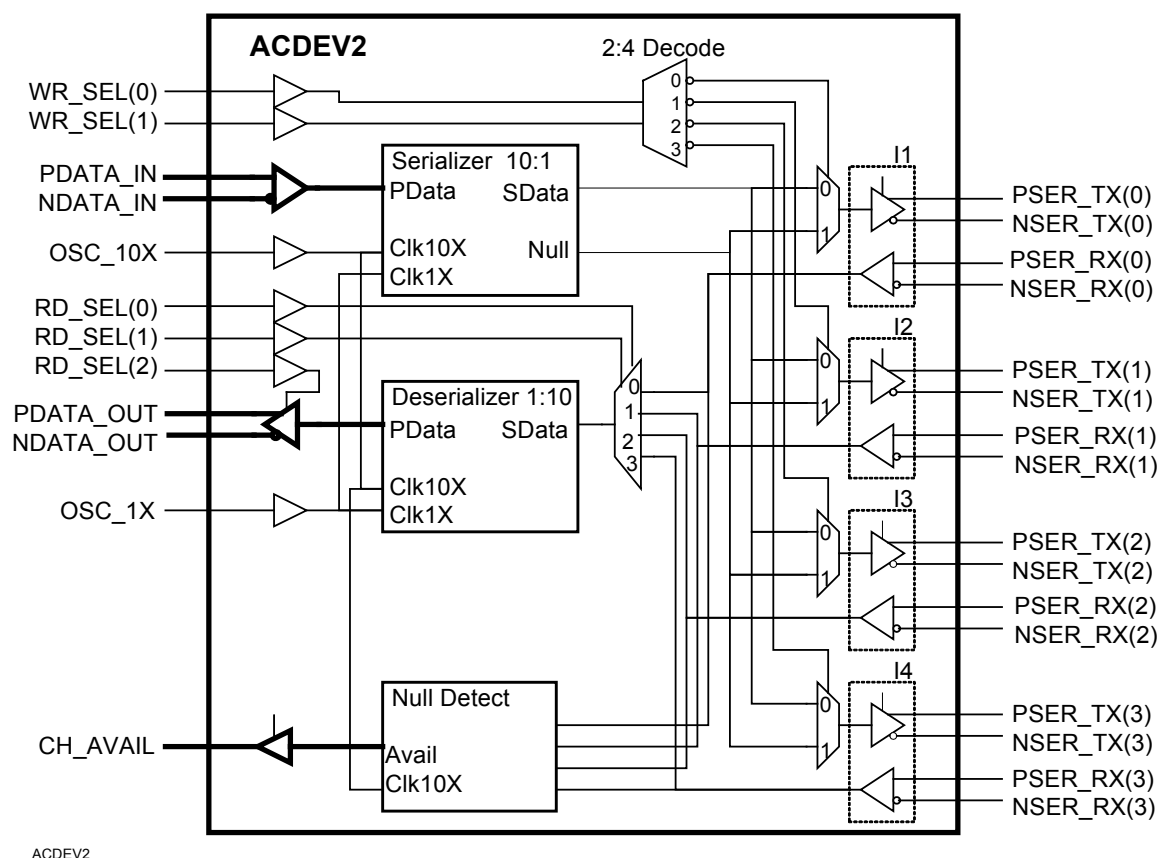 ACDEV2
2:4 Decode
WR_SEL(0)
WR_SEL(1)
0
1
2
3
PDATA_IN
NDATA_IN
Serializer 10:1
PData SData
OSC_10X
Clk10X Null
Clk1X
RD_SEL(0)
RD_SEL(1)
RD_SEL(2)
PDATA_OUT
NDATA_OUT
Deserializer 1:10
PData SData
0
1
2
3
Clk10X
Clk1X
OSC_1X
Null Detect
CH_AVAIL
Avail
Clk10X
I1
0
1
PSER_TX(0)
NSER_TX(0)
PSER_RX(0)
NSER_RX(0)
I2
0
1
PSER_TX(1)
NSER_TX(1)
PSER_RX(1)
NSER_RX(1)
I3
0
1
PSER_TX(2)
NSER_TX(2)
PSER_RX(2)
NSER_RX(2)
I4
0
1
PSER_TX(3)
NSER_TX(3)
PSER_RX(3)
NSER_RX(3)
ACDEV2